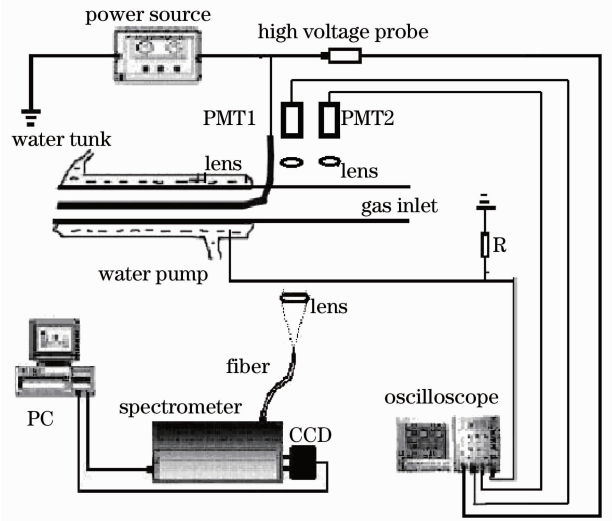 power source
high voltage probe
PMT1
PMT2
water tunk
lens
lens
gas inlet
R
water pump
lens
fiber
PC
spectrometer
CCD
oscilloscope